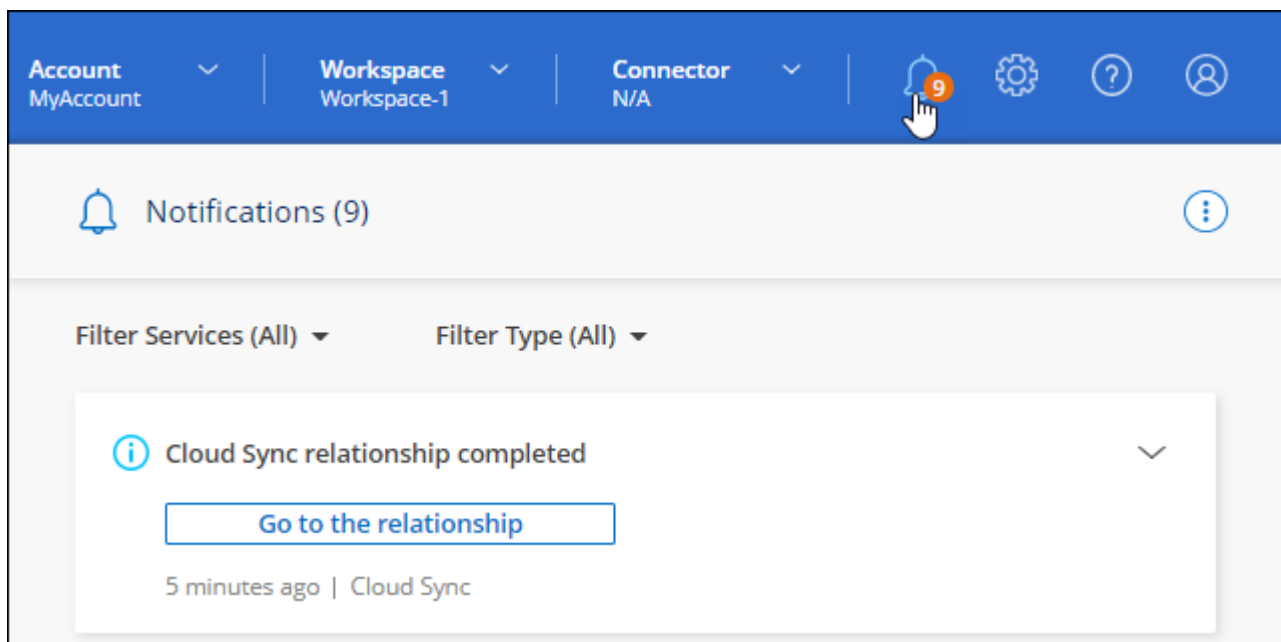 Account Workspace Connector
MyAccount Workspace-1 N/A
9
Notifications (9)
Filter Services (All) Filter Type (All)
Cloud Sync relationship completed
Go to the relationship
5 minutes ago | Cloud Sync